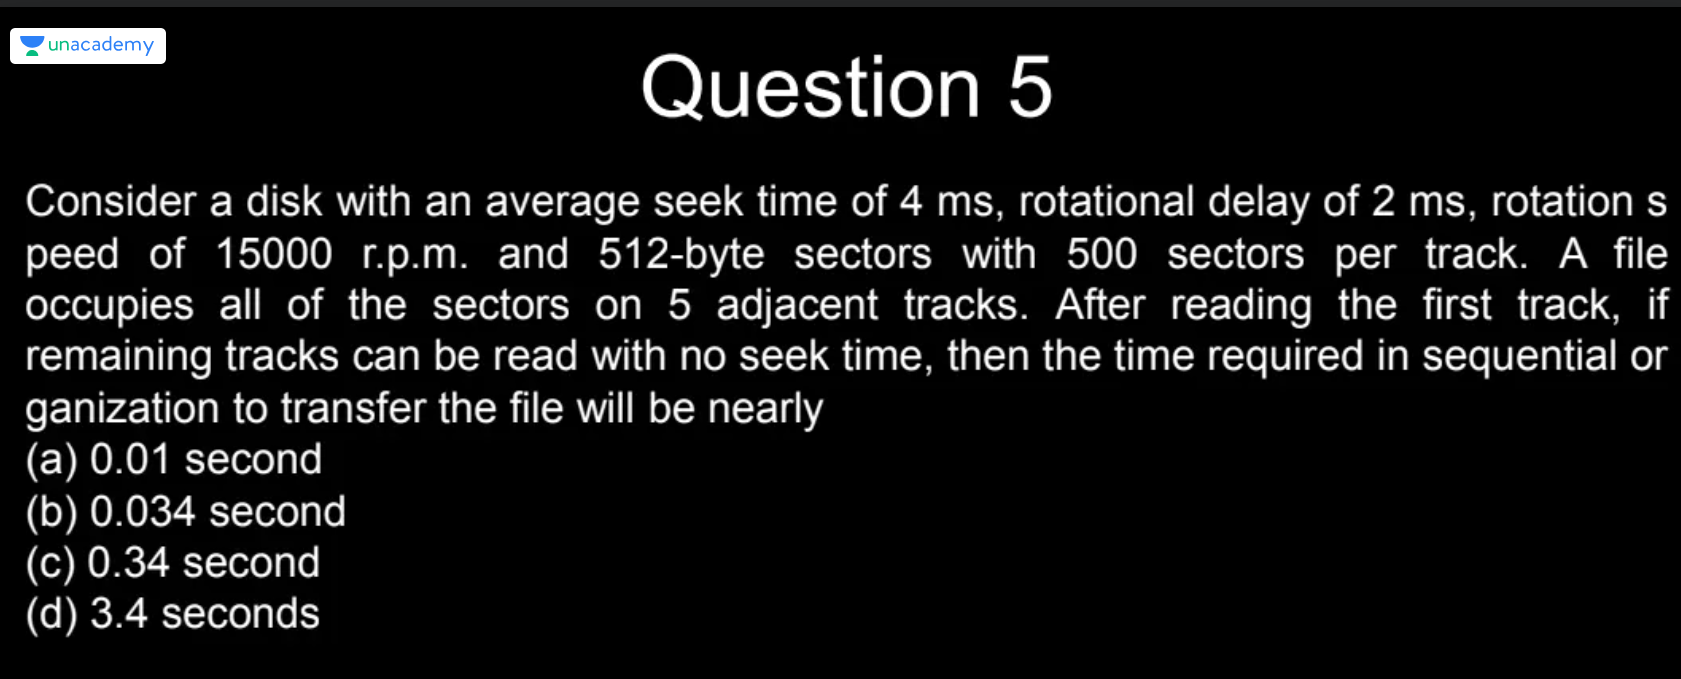 unacademy
Question 5
Consider a disk with an average seek time of 4 ms, rotational delay of 2 ms, rotation s
peed of 15000 r.p.m. and 512-byte sectors with 500 sectors per track. A file
occupies all of the sectors on 5 adjacent tracks. After reading the first track, if
remaining tracks can be read with no seek time, then the time required in sequential or
ganization to transfer the file will be nearly
(a) 0.01 second
(b) 0.034 second
(c) 0.34 second
(d) 3.4 seconds